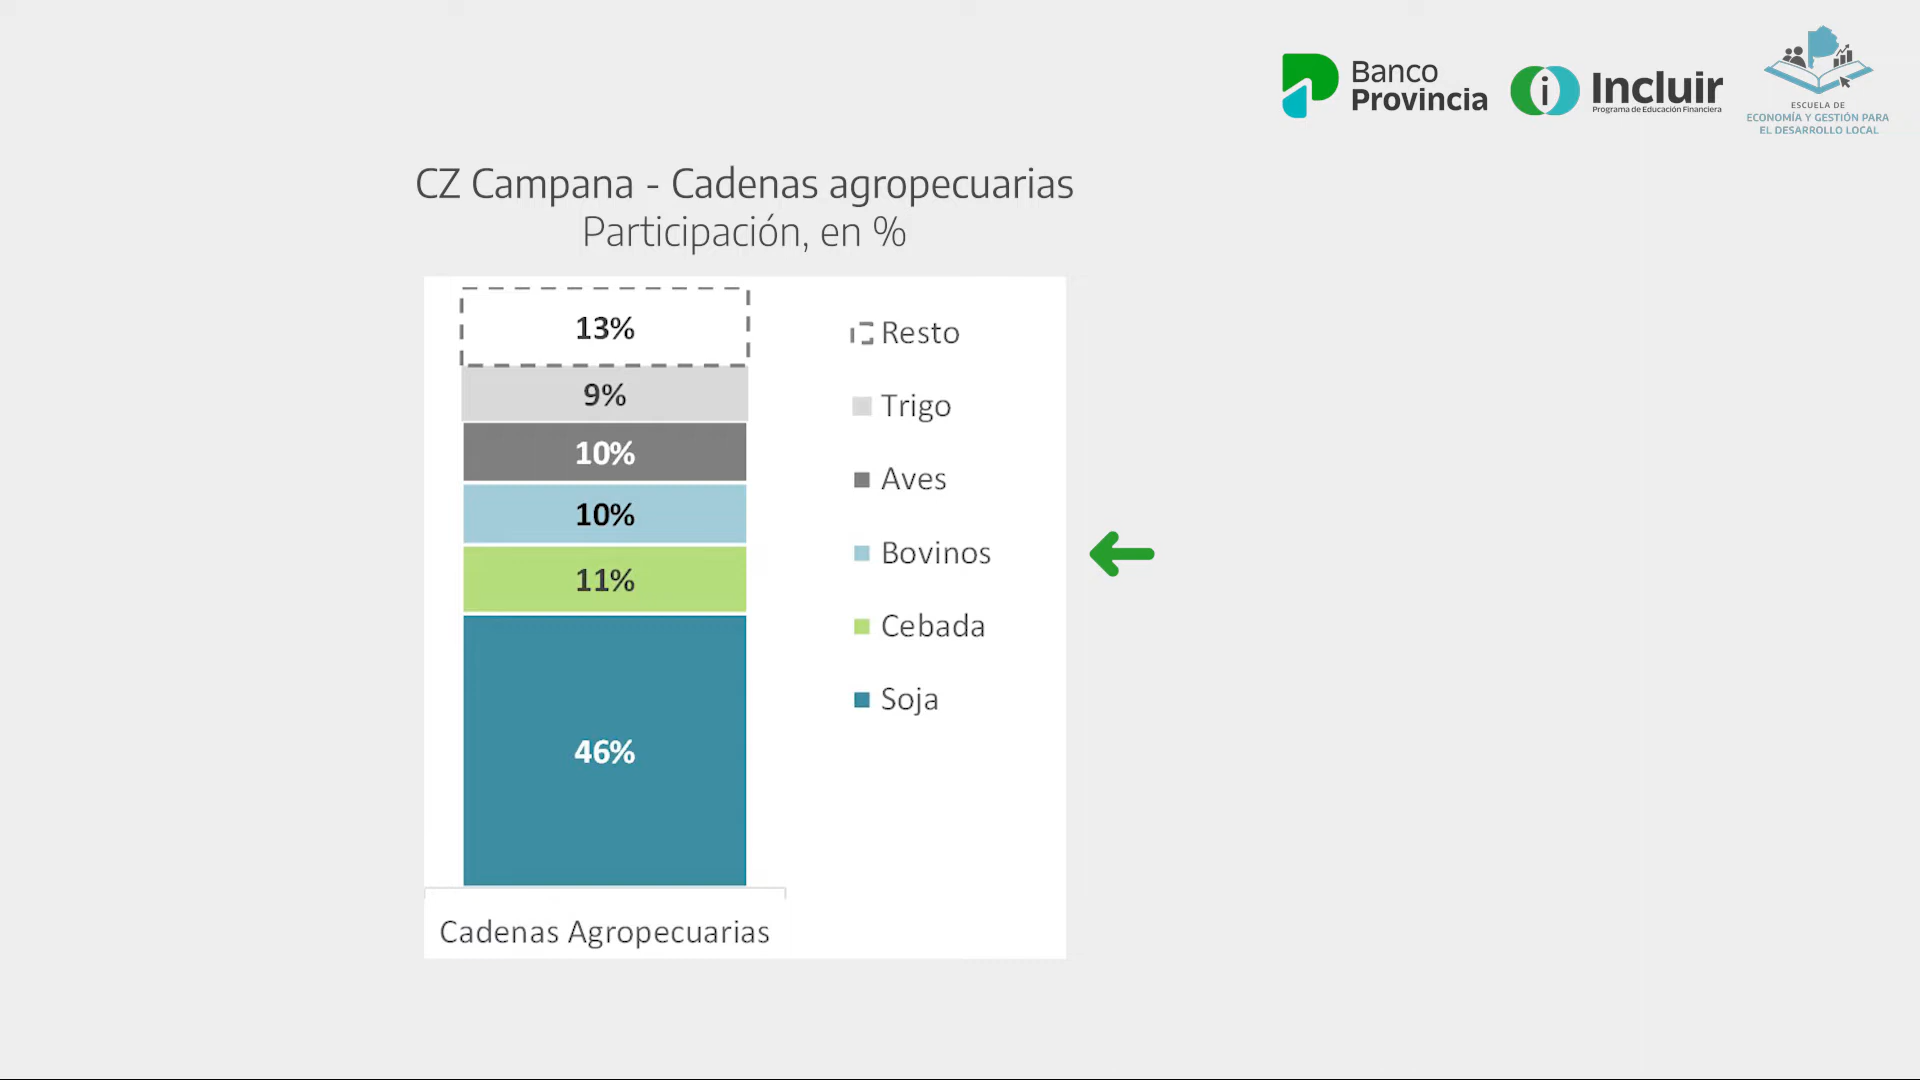 Banco
Provincia
i
Incluir
Programa de Educación Financiera
ESCUELA DE
ECONOMÍA Y GESTIÓN PARA
EL DESARROLLO LOCAL
CZ Campana - Cadenas agropecuarias
Participación, en %
13%
9%
10%
10%
11%
46%
Resto
Trigo
Aves
Bovinos
Cebada
Soja
Cadenas Agropecuarias